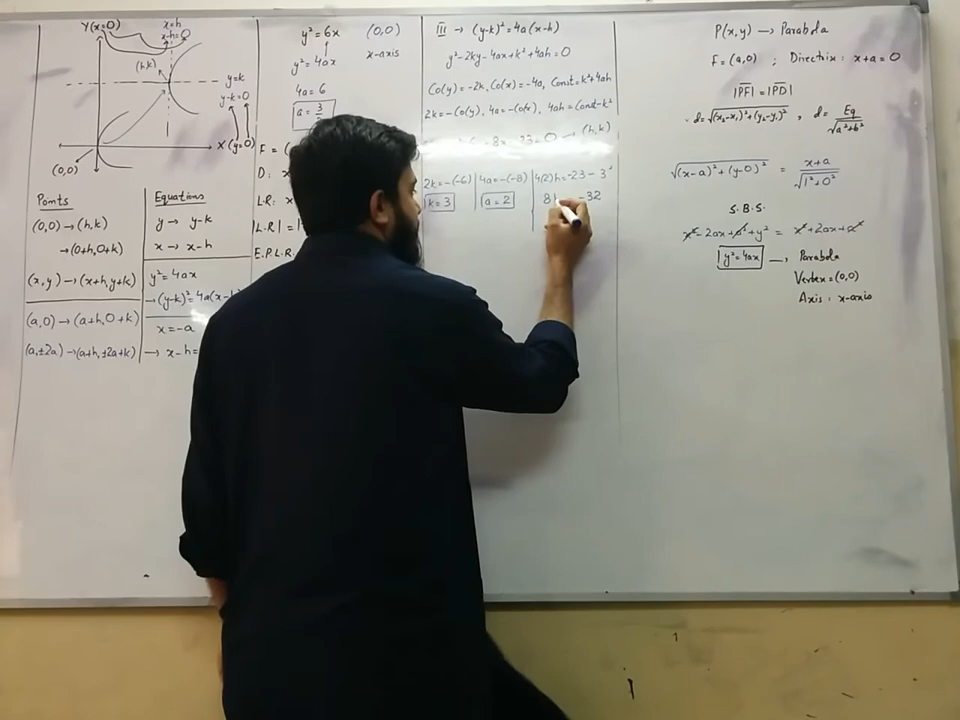 Y(x=0)
x=h
x-h=0
(h,k)
y=k
y-k=0
X (y=0)
(0,0)
Points
(0,0) → (h,k)
→ (0+h, 0+k)
(x,y) → (x+h, y+k)
(a,0) → (a+h, 0+k)
(a,±2a) → (a+h, ±2a+k)
Equations
y → y-k
x → x-h
y² = 4ax
→ (y-k)² = 4a(x-h
x = -a
→ x-h=
y² = 6x (0,0)
y² = 4ax x-axis
4a = 6
a = 3/
F = (
D: x
L.R: x
|L.R| = |
E.P.L.R
III → (y-k)² = 4a(x-h)
y²-2ky-4ax+k²+4ah=0
Co(y) = -2k, Co(x) = -4a, Const = k²+4ah
2k = -Co(y), 4a = -Co(x), 4ah = Const-k²
-8x-23=0 → (h,k)
2k = -(-6) 4a = -(-8) 4(2)h = -23 - 3²
k = 3 a = 2 8 -32
P(x,y) → Parabola
F = (a,0) ; Directrix: x+a=0
|PF| = |PD|
d = √(x₂-x₁)²+(y₂-y₁)² , d = Eq/√a²+b²
√(x-a)²+(y-0)² = x+a/√1²+0²
S.B.S.
x²-2ax+a²+y² = x²+2ax+a²
y² = 4ax → Parabola
Vertex = (0,0)
Axis: x-axis